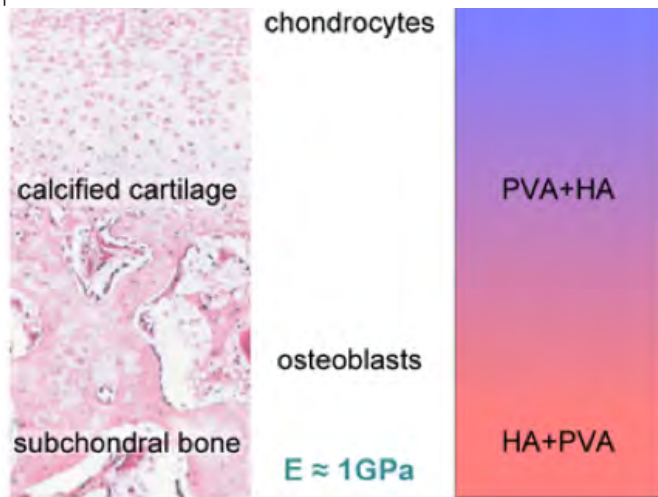 chondrocytes
calcified cartilage
PVA+HA
osteoblasts
subchondral bone
HA+PVA
E ≈ 1GPa